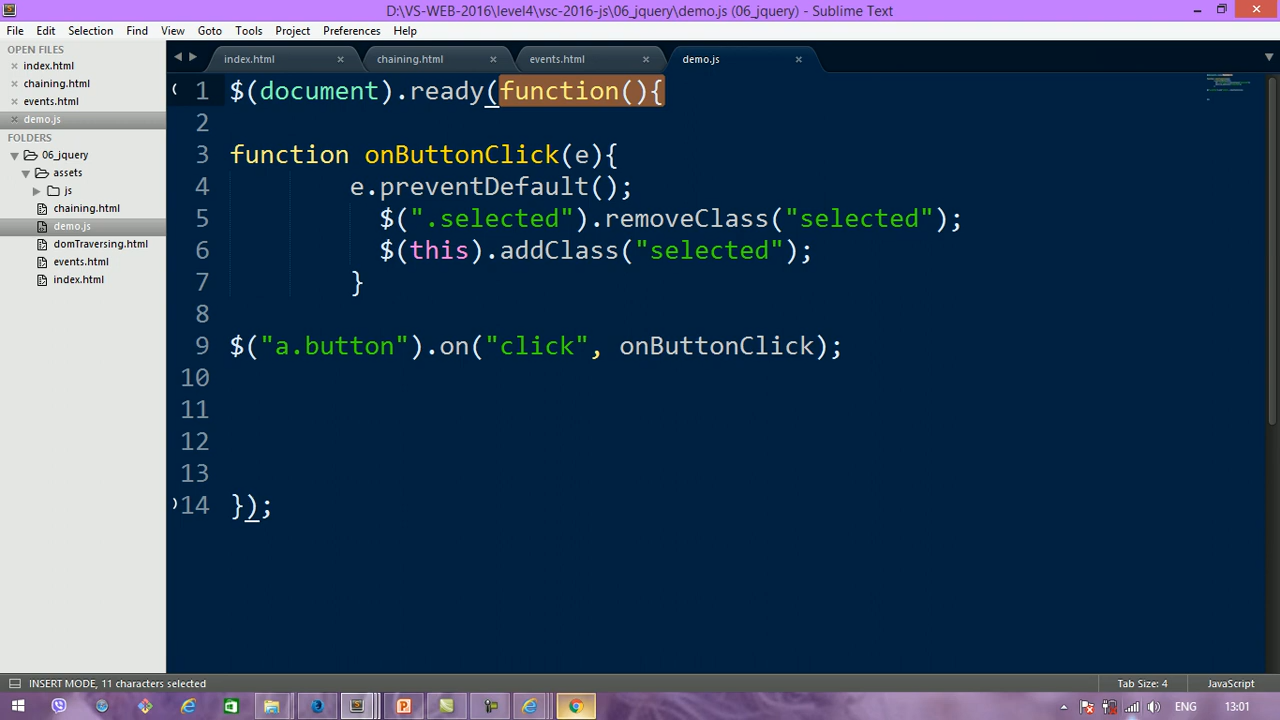 D:\VS-WEB-2016\level4\vsc-2016-js\06_jquery\demo.js (06_jquery) - Sublime Text
File Edit Selection Find View Goto Tools Project Preferences Help
OPEN FILES
index.html
chaining.html
events.html
demo.js
FOLDERS
06_jquery
assets
js
chaining.html
demo.js
domTraversing.html
events.html
index.html
index.html chaining.html events.html demo.js
1 $(document).ready(function(){
2
3 function onButtonClick(e){
4 e.preventDefault();
5 $(".selected").removeClass("selected");
6 $(this).addClass("selected");
7 }
8
9 $("a.button").on("click", onButtonClick);
10
11
12
13
14 });
INSERT MODE, 11 characters selected Tab Size: 4 JavaScript
ENG 13:01